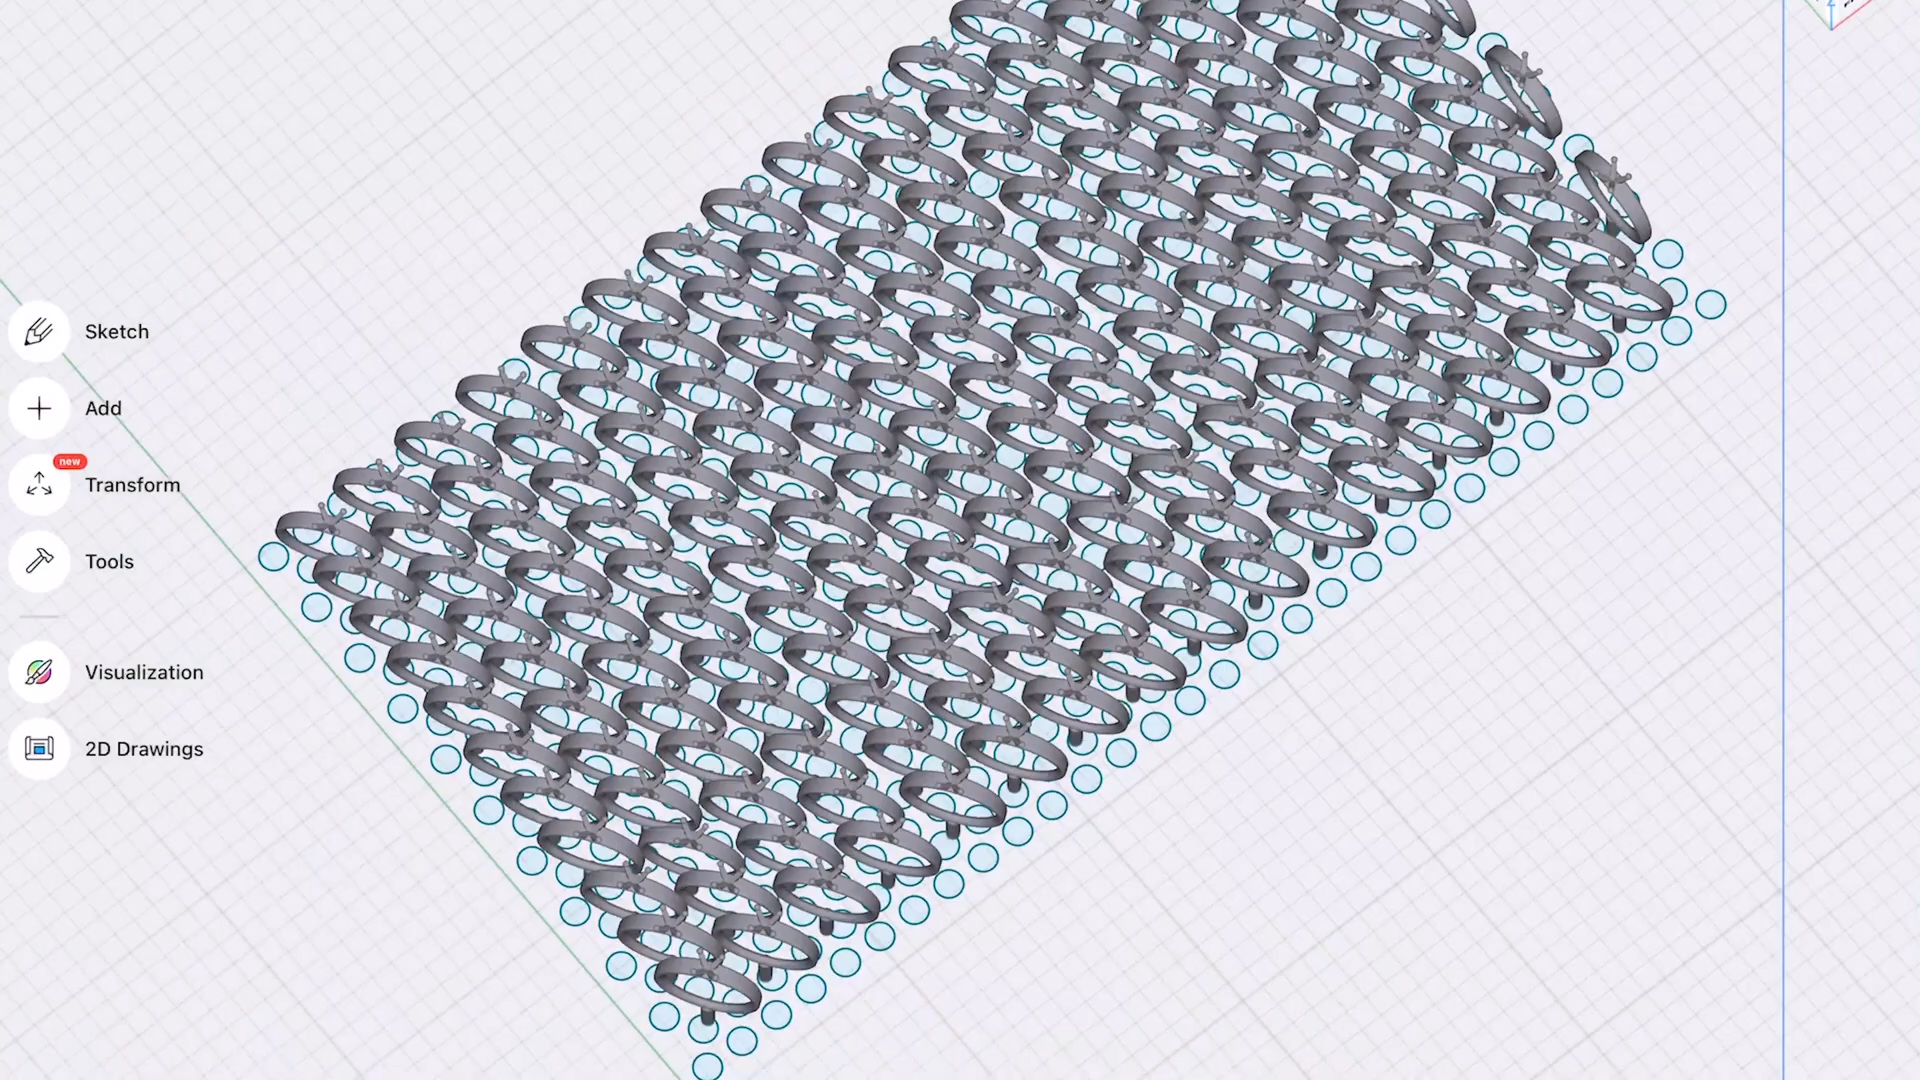 Sketch
Add
new
Transform
Tools
Visualization
2D Drawings